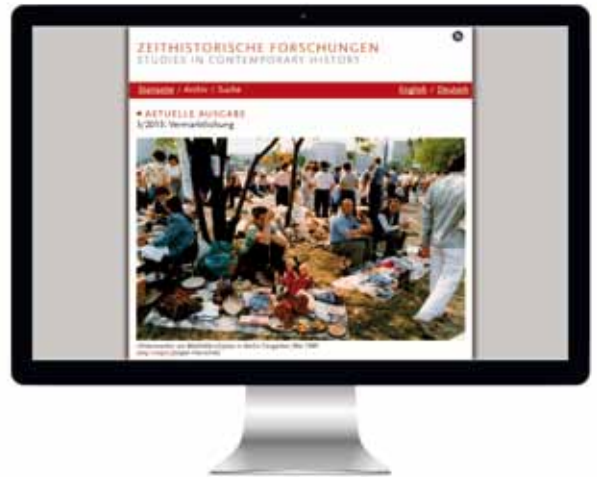 ZEITHISTORISCHE FORSCHUNGEN
STUDIES IN CONTEMPORARY HISTORY
Startseite / Archiv / Suche English / Deutsch
AKTUELLE AUSGABE
3/2015: Vermarktlichung